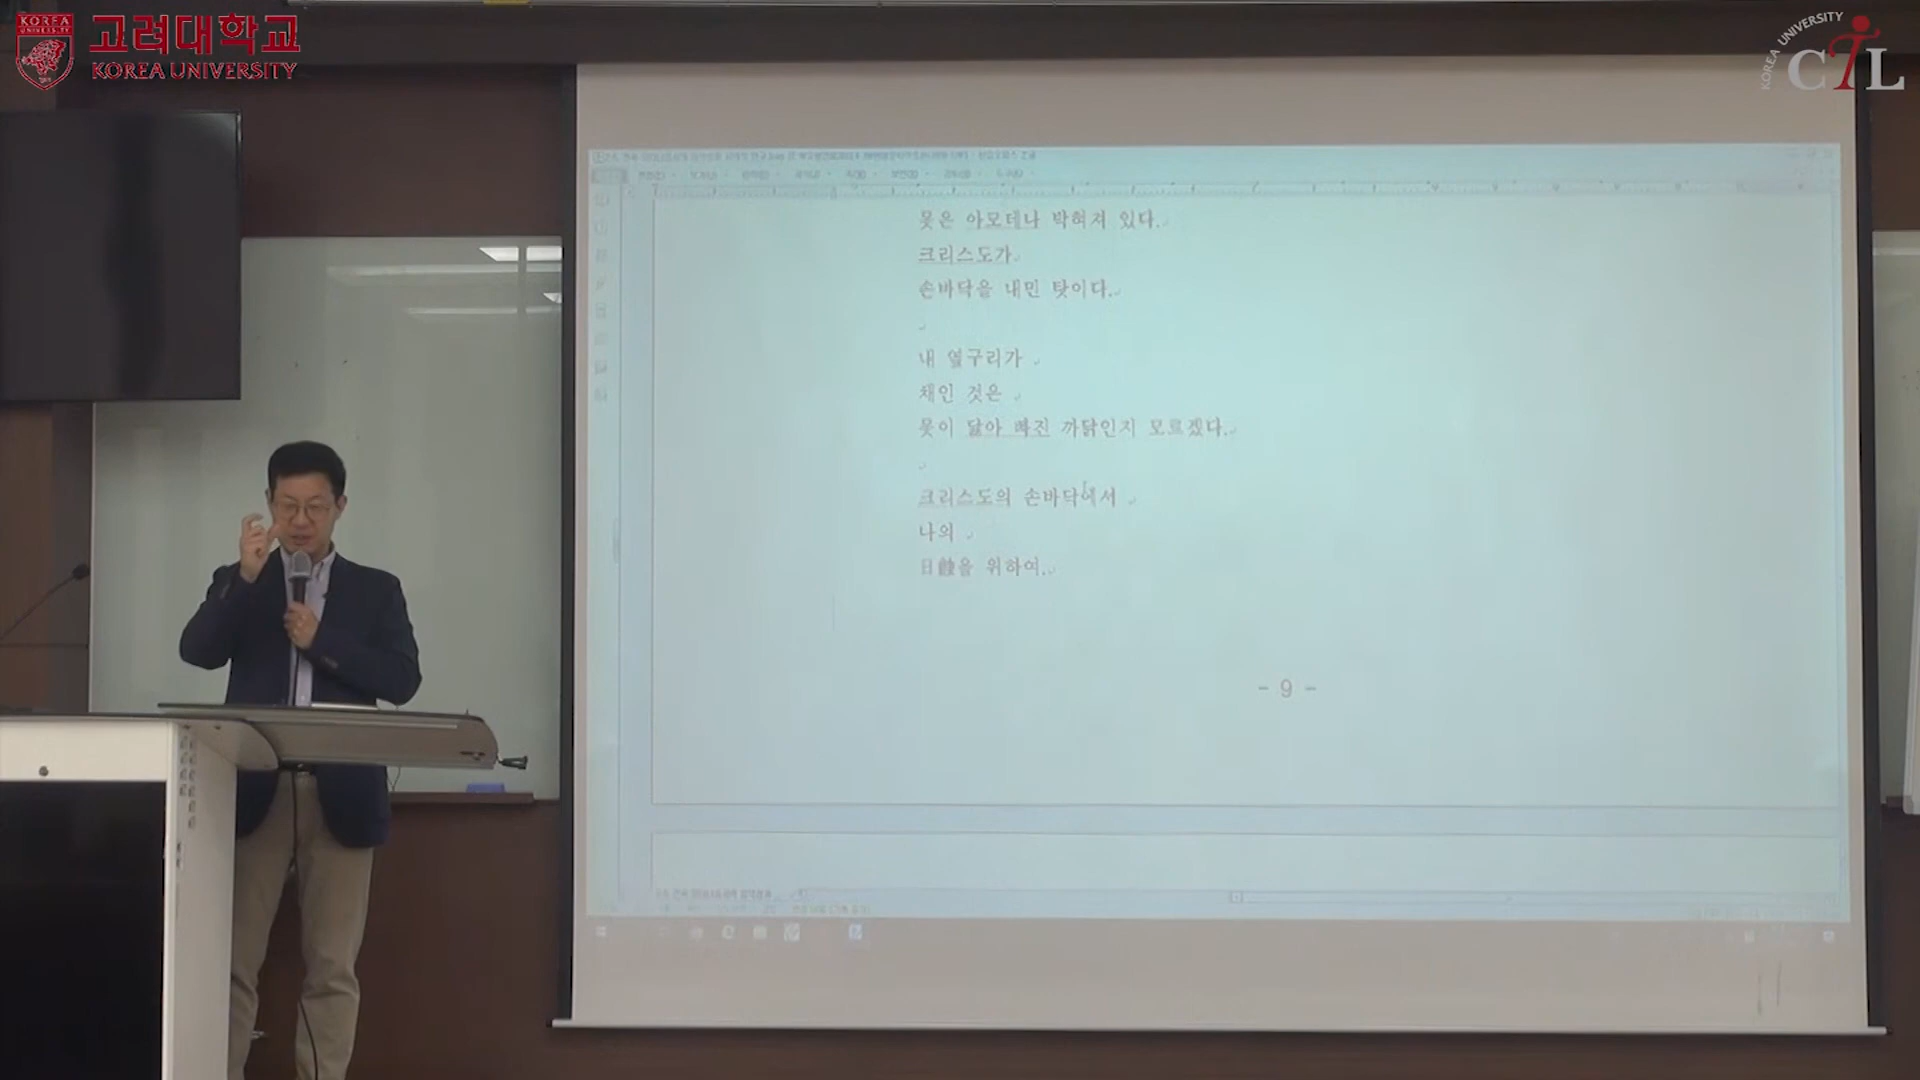 KOREA UNIVERSITY
고려대학교
KOREA UNIVERSITY
KOREA UNIVERSITY
CTL
못은 아모데나 박혀져 있다.
크리스도가
손바닥을 내민 탓이다.
내 옆구리가
채인 것은
못이 닳아 빠진 까닭인지 모르겠다.
크리스도의 손바닥에서
나의
日蝕을 위하여.
- 9 -